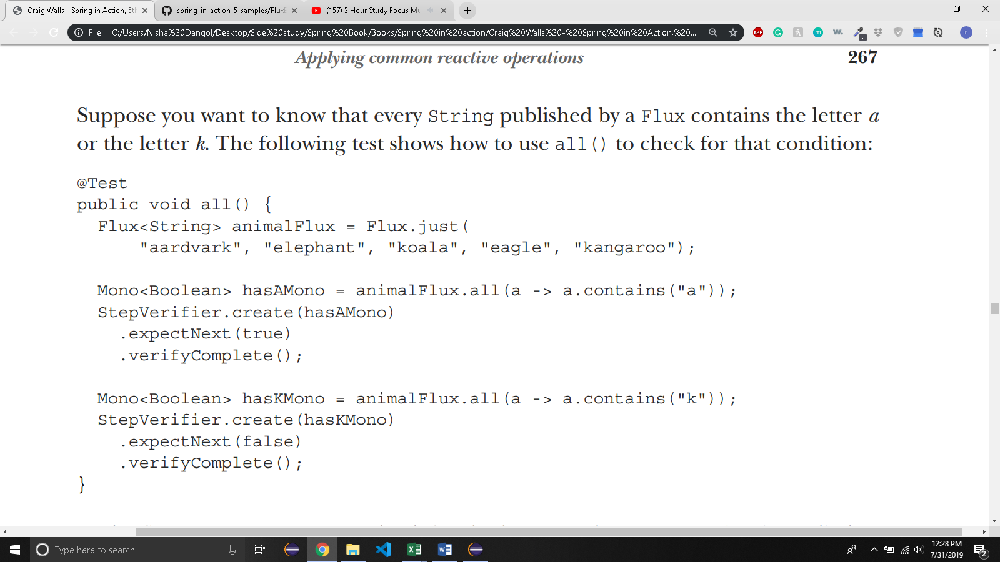 Craig Walls - Spring in Action, 5th
spring-in-action-5-samples/FluxB
(157) 3 Hour Study Focus Mu
File
C:/Users/Nisha%20Dangol/Desktop/Side%20study/Spring%20Book/Books/Spring%20in%20action/Craig%20Walls%20-%20Spring%20in%20Action,%20...
ABP
G
m
w.
r
Applying common reactive operations 267
Suppose you want to know that every String published by a Flux contains the letter a
or the letter k. The following test shows how to use all() to check for that condition:
@Test
public void all() {
Flux<String> animalFlux = Flux.just(
"aardvark", "elephant", "koala", "eagle", "kangaroo");
Mono<Boolean> hasAMono = animalFlux.all(a -> a.contains("a"));
StepVerifier.create(hasAMono)
.expectNext(true)
.verifyComplete();
Mono<Boolean> hasKMono = animalFlux.all(a -> a.contains("k"));
StepVerifier.create(hasKMono)
.expectNext(false)
.verifyComplete();
}
Type here to search
12:28 PM
7/31/2019
2